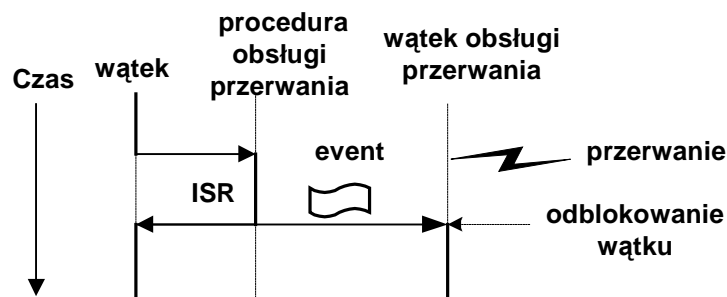 Czas
wątek
procedura
obsługi
przerwania
wątek obsługi
przerwania
event
przerwanie
ISR
odblokowanie
wątku